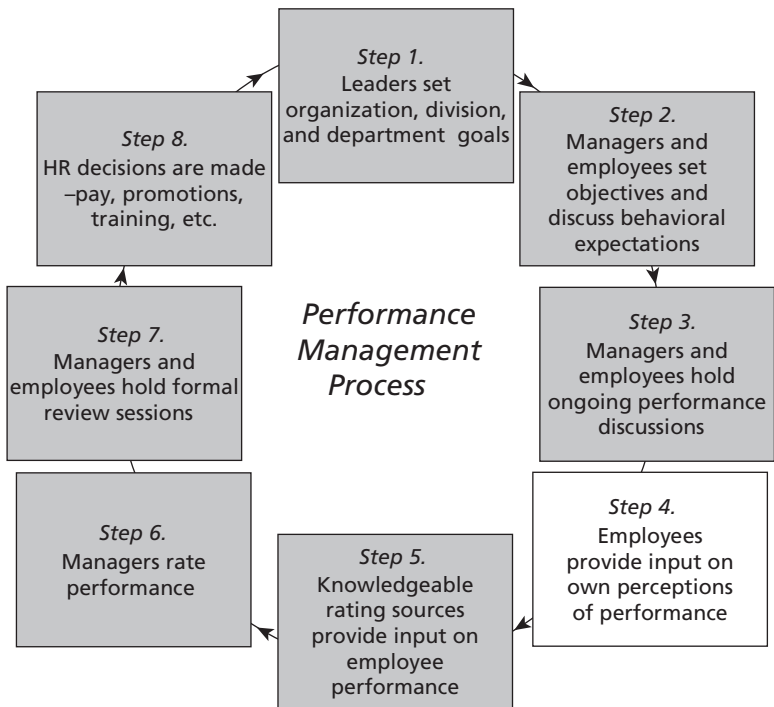 Step 1.
Leaders set
organization, division,
and department goals
Step 2.
Managers and
employees set
objectives and
discuss behavioral
expectations
Step 3.
Managers and
employees hold
ongoing performance
discussions
Step 4.
Employees
provide input on
own perceptions
of performance
Step 5.
Knowledgeable
rating sources
provide input on
employee
performance
Step 6.
Managers rate
performance
Step 7.
Managers and
employees hold formal
review sessions
Step 8.
HR decisions are made
–pay, promotions,
training, etc.
Performance
Management
Process